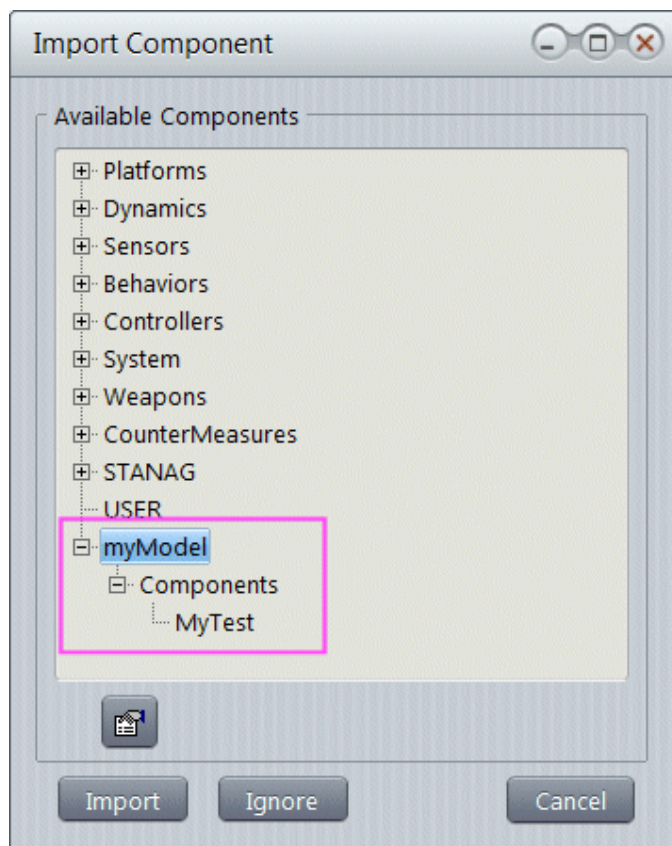 Import Component
Available Components
Platforms
Dynamics
Sensors
Behaviors
Controllers
System
Weapons
CounterMeasures
STANAG
USER
myModel
Components
MyTest
Import Ignore Cancel